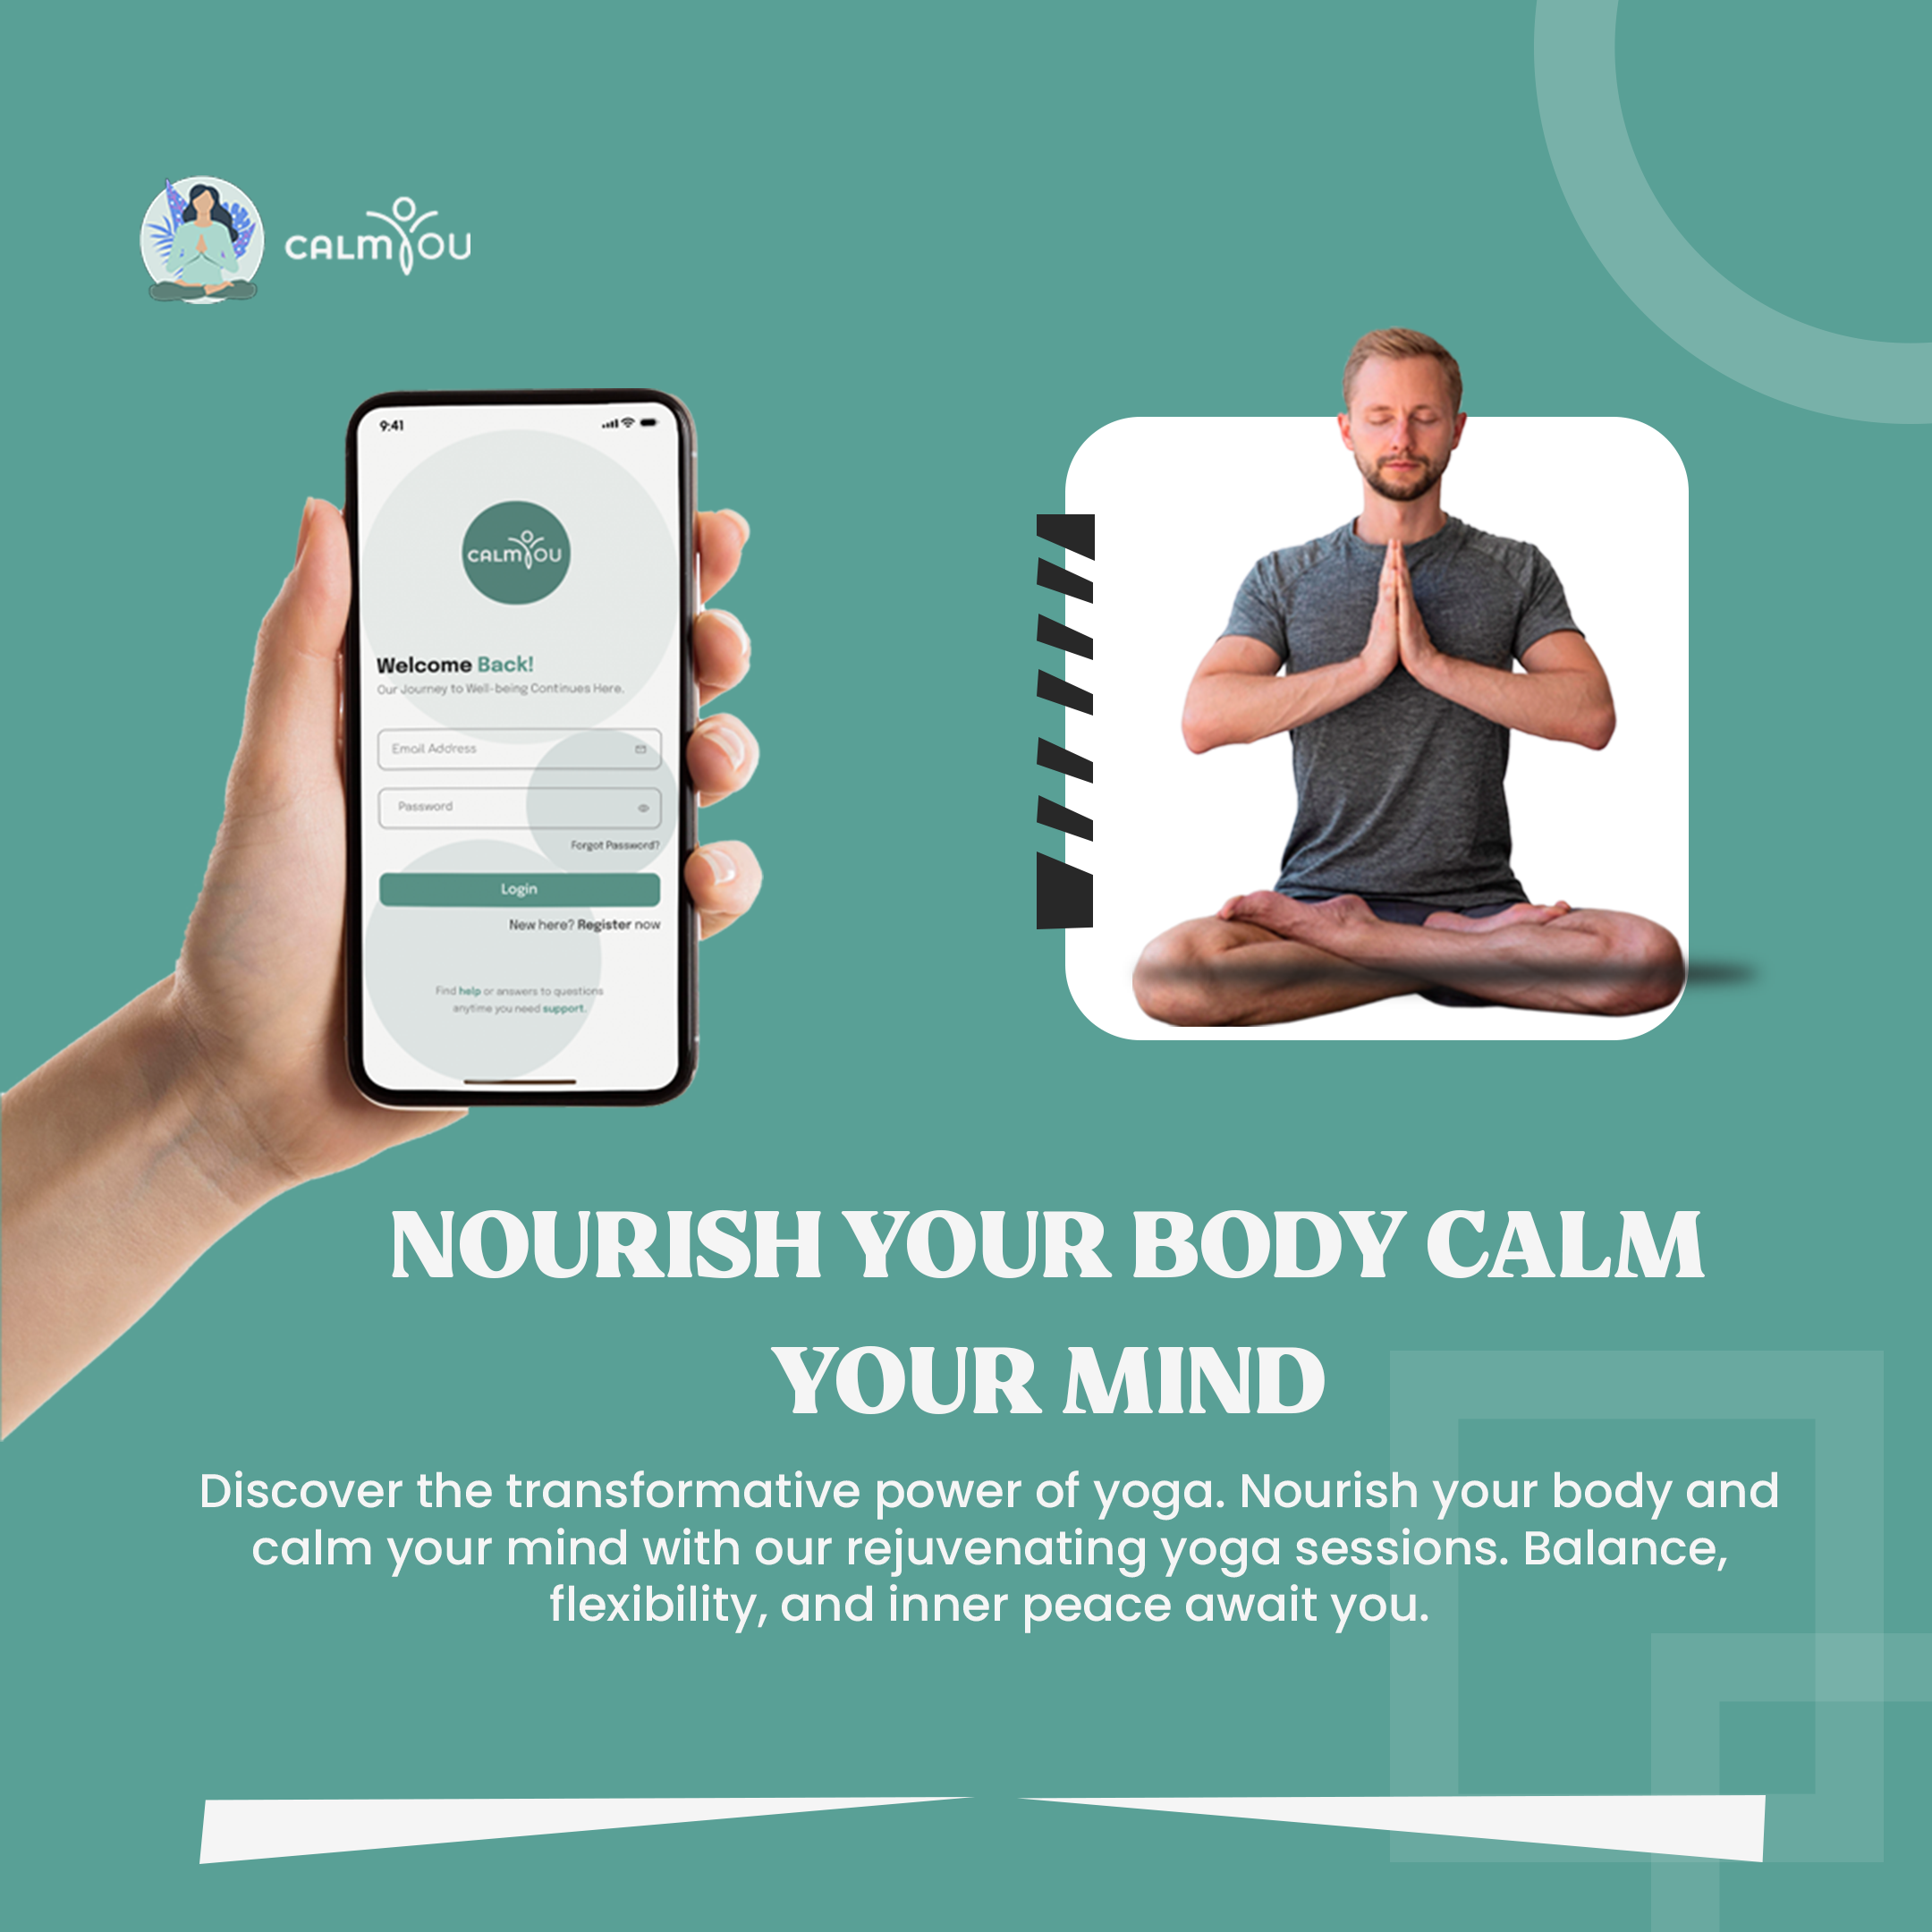 CALMYOU
9:41
CALMYOU
Welcome Back!
Our Journey to Well-being Continues Here.
Email Address
Password
Forgot Password?
Login
New here? Register now
Find help or answers to questions
anytime you need support.
NOURISH YOUR BODY CALM
YOUR MIND
Discover the transformative power of yoga. Nourish your body and
calm your mind with our rejuvenating yoga sessions. Balance,
flexibility, and inner peace await you.